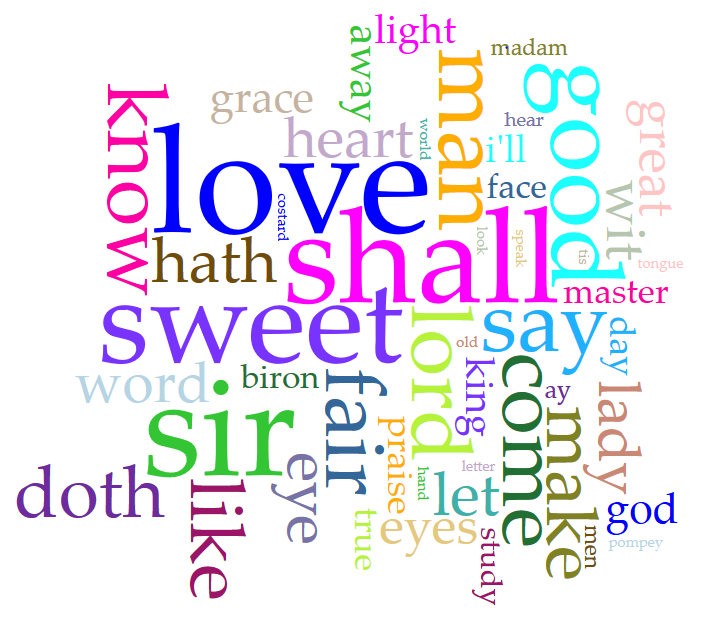 light
away
madam
man
good
know
grace
great
love
heart
world
hear
i'll
face
wit
costard
shall
look
speak
tis
tongue
hath
master
sweet
lord
say
day
old
word
biron
fair
king
come
ay
lady
sir
praise
make
doth
like
eye
hand
letter
let
god
true
eyes
study
men
pompey